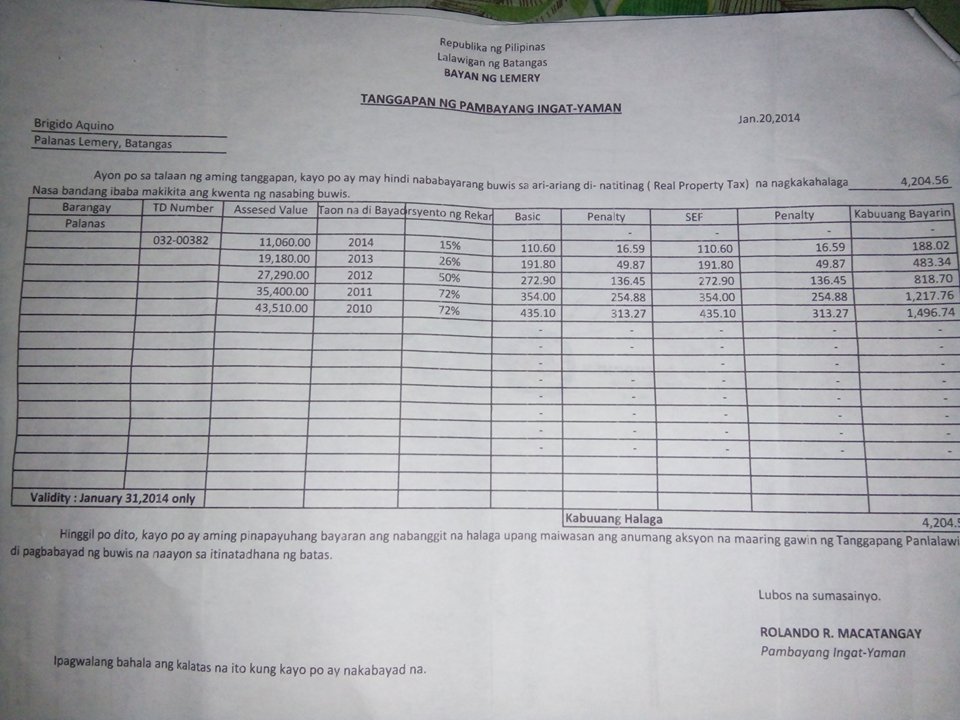 Republika ng Pilipinas
Lalawigan ng Batangas
BAYAN NG LEMERY
TANGGAPAN NG PAMBAYANG INGAT-YAMAN
Jan.20,2014
Brigido Aquino
Palanas Lemery, Batangas
Ayon po sa talaan ng aming tanggapan, kayo po ay may hindi nababayarang buwis sa ari-ariang di- natitinag ( Real Property Tax) na nagkakahalaga 4,204.56
Nasa bandang ibaba makikita ang kwenta ng nasabing buwis.
Barangay TD Number Assesed Value Taon na di Bayad rsyento ng Rekar Basic Penalty SEF Penalty Kabuuang Bayarin
Palanas - - - -
032-00382 11,060.00 2014 15% 110.60 16.59 110.60 16.59 188.02
19,180.00 2013 26% 191.80 49.87 191.80 49.87 483.34
27,290.00 2012 50% 272.90 136.45 272.90 136.45 818.70
35,400.00 2011 72% 354.00 254.88 354.00 254.88 1,217.76
43,510.00 2010 72% 435.10 313.27 435.10 313.27 1,496.74
- - - - -
- - - - -
- - - - -
- - - - -
- - - - -
- - - - -
- - - - -
- - - - -
Validity : January 31,2014 only
Kabuuang Halaga 4,204.5
Hinggil po dito, kayo po ay aming pinapayuhang bayaran ang nabanggit na halaga upang maiwasan ang anumang aksyon na maaring gawin ng Tanggapang Panlalawi
di pagbabayad ng buwis na naayon sa itinatadhana ng batas.
Lubos na sumasainyo.
ROLANDO R. MACATANGAY
Pambayang Ingat-Yaman
Ipagwalang bahala ang kalatas na ito kung kayo po ay nakabayad na.